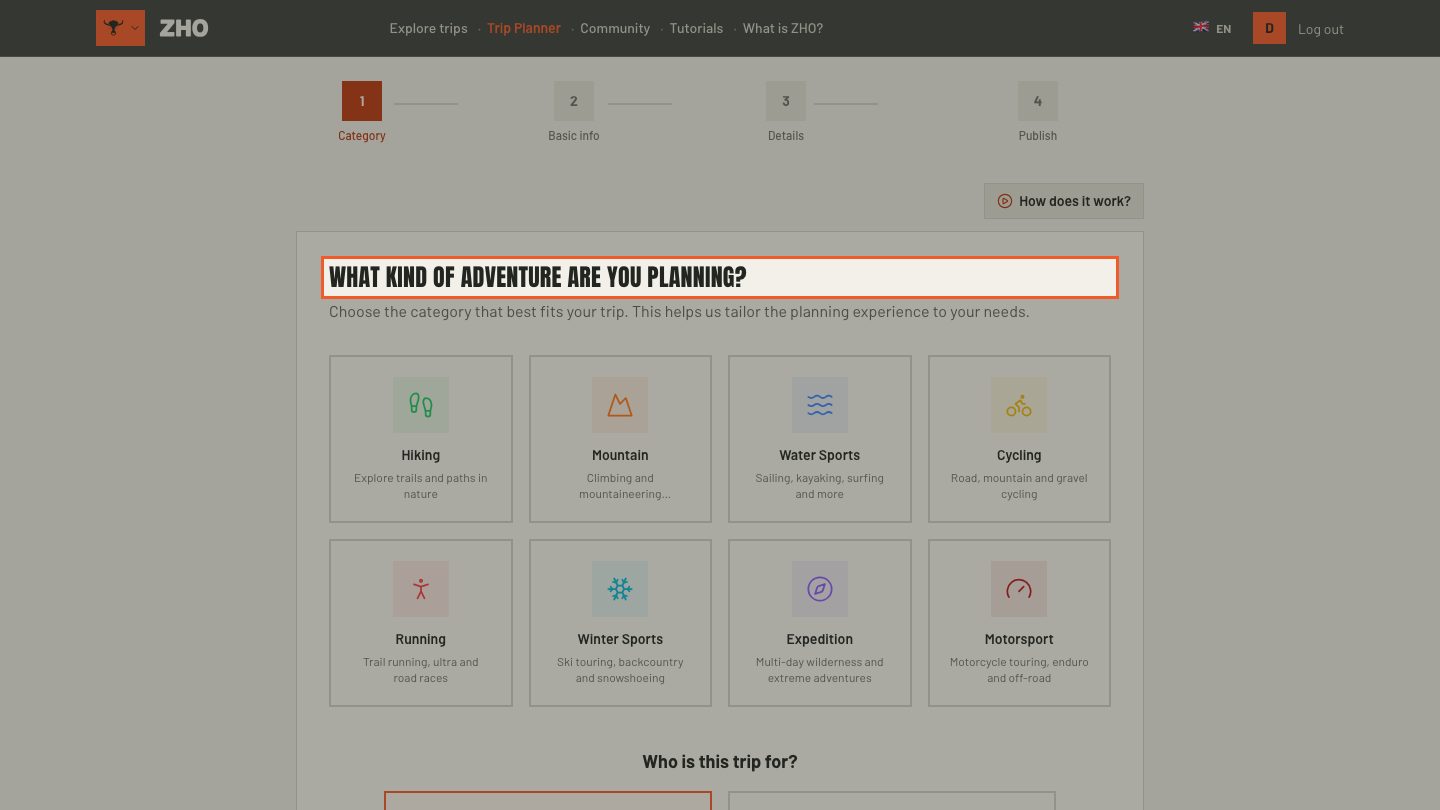 ZHO
Explore trips · Trip Planner · Community · Tutorials · What is ZHO?
EN
D
Log out
1
2
3
4
Category
Basic info
Details
Publish
How does it work?
WHAT KIND OF ADVENTURE ARE YOU PLANNING?
Choose the category that best fits your trip. This helps us tailor the planning experience to your needs.
Hiking
Explore trails and paths in
nature
Mountain
Climbing and
mountaineering...
Water Sports
Sailing, kayaking, surfing
and more
Cycling
Road, mountain and gravel
cycling
Running
Trail running, ultra and
road races
Winter Sports
Ski touring, backcountry
and snowshoeing
Expedition
Multi-day wilderness and
extreme adventures
Motorsport
Motorcycle touring, enduro
and off-road
Who is this trip for?